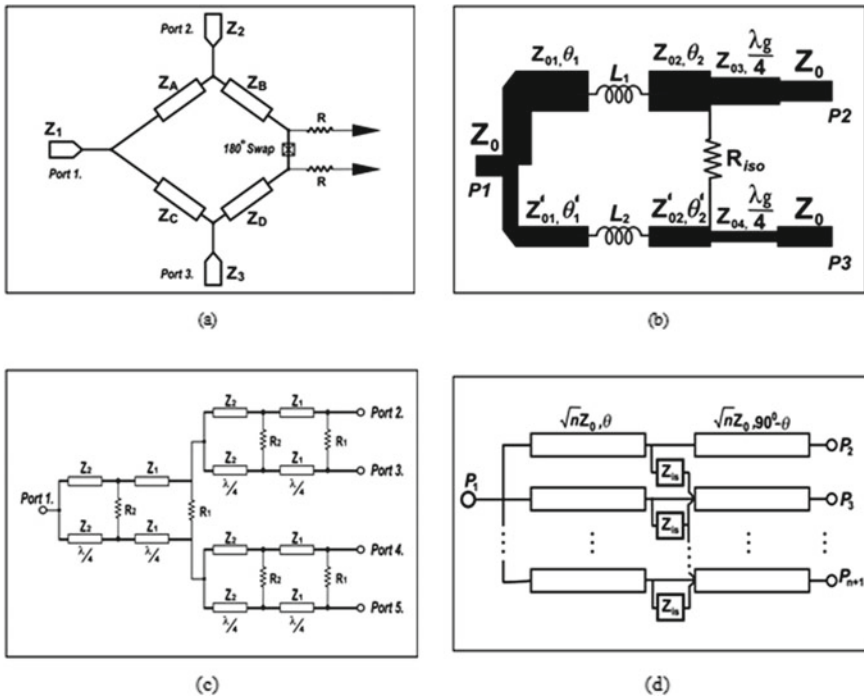 Port 2. Z2
ZA ZB
Z1
Port 1.
180° Swap
R
R
ZC ZD
Port 3. Z3
(a)
Z01,θ1 L1 Z02,θ2 Z03, λg/4 Z0
P2
Z0
P1
Riso
Z'01,θ'1 L2 Z'02,θ'2 Z04, λg/4 Z0
P3
(b)
Z2 Z1 Port 2.
R2 R1
Z2 Z1 Port 3.
λ/4 λ/4
Port 1. Z2 Z1
R2 R1
Z2 Z1
λ/4 λ/4
Z2 Z1 Port 4.
R2 R1
Z2 Z1 Port 5.
λ/4 λ/4
(c)
√nZ0,θ √nZ0,90°-θ
P1 P2
Zis
P3
Zis
Pn+1
Zis
(d)